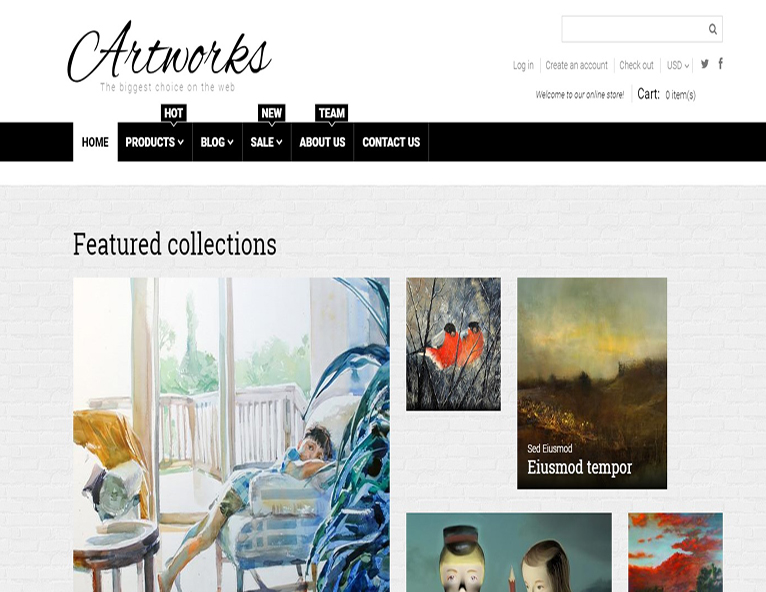 Artworks
The biggest choice on the web
Log in
Create an account
Check out
USD
Welcome to our online store!
Cart: 0 item(s)
HOT
NEW
TEAM
HOME
PRODUCTS
BLOG
SALE
ABOUT US
CONTACT US
Featured collections
Sed Eiusmod
Eiusmod tempor